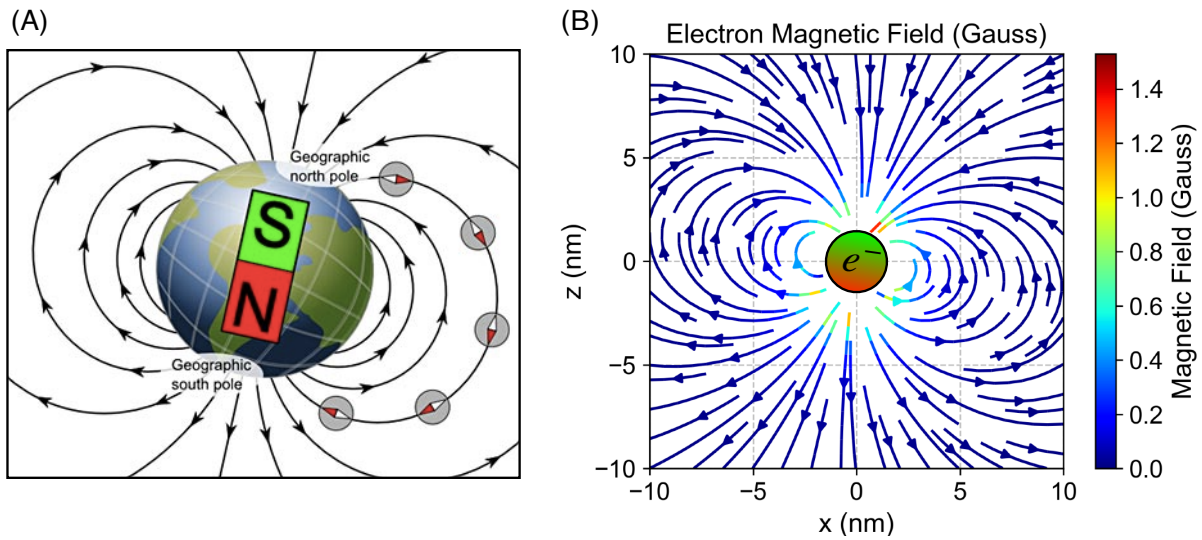 (A)
Geographic
north pole
S
N
Geographic
south pole
(B)
Electron Magnetic Field (Gauss)
10
5
0
−5
−10
z (nm)
e−
−10
−5
0
5
10
x (nm)
1.4
1.2
1.0
0.8
0.6
0.4
0.2
0.0
Magnetic Field (Gauss)